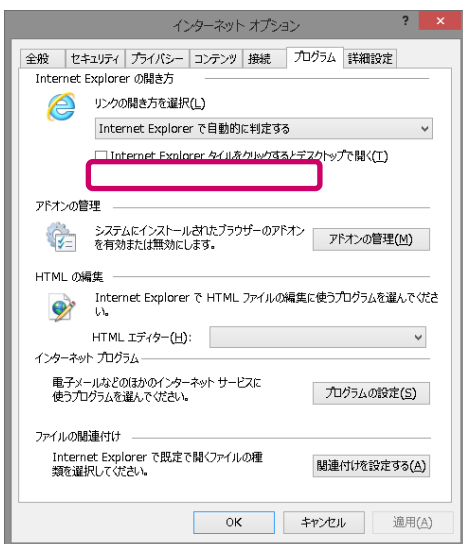 インターネット オプション
?
×
全般
セキュリティ
プライバシー
コンテンツ
接続
プログラム
詳細設定
Internet Explorer の開き方
リンクの開き方を選択(L)
Internet Explorer で自動的に判定する
Internet Explorer タイルをクリックするとデスクトップで開く(T)
アドオンの管理
システムにインストールされたブラウザーのアドオン
を有効または無効にします。
アドオンの管理(M)
HTML の編集
Internet Explorer で HTML ファイルの編集に使うプログラムを選んでくださ
い。
HTML エディター(H):
インターネット プログラム
電子メールなどのほかのインターネット サービスに
使うプログラムを選んでください。
プログラムの設定(S)
ファイルの関連付け
Internet Explorer で既定で開くファイルの種
類を選択してください。
関連付けを設定する(A)
OK
キャンセル
適用(A)